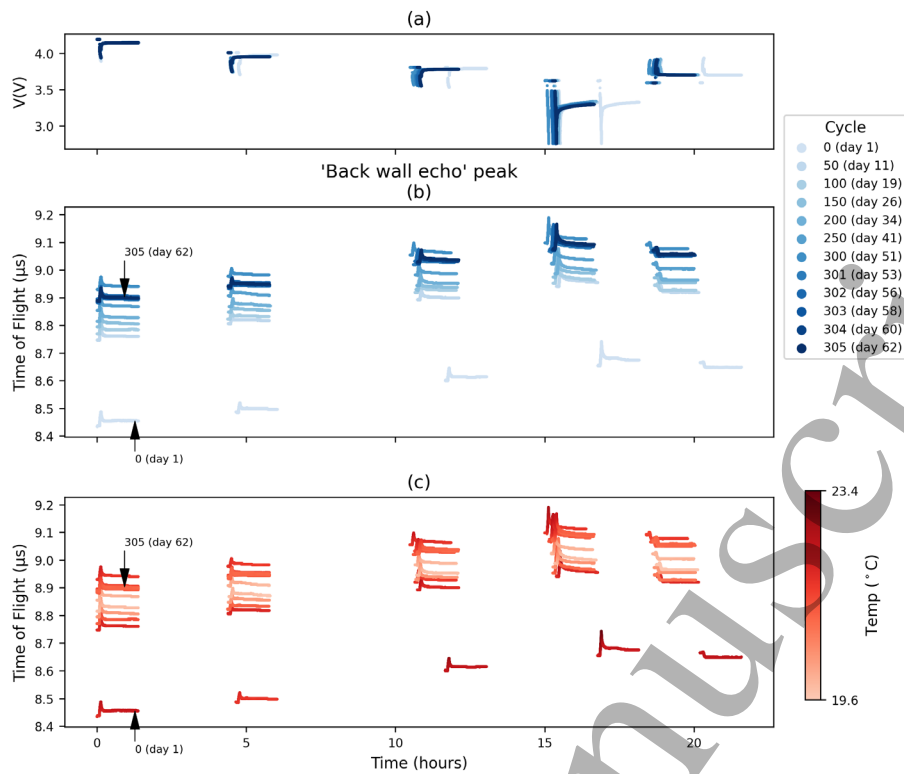 (a)
4.0
3.5
3.0
V(V)
'Back wall echo' peak
(b)
9.2
9.1
9.0
8.9
8.8
8.7
8.6
8.5
8.4
Time of Flight (μs)
305 (day 62)
0 (day 1)
Cycle
0 (day 1)
50 (day 11)
100 (day 19)
150 (day 26)
200 (day 34)
250 (day 41)
300 (day 51)
301 (day 53)
302 (day 56)
303 (day 58)
304 (day 60)
305 (day 62)
(c)
9.2
9.1
9.0
8.9
8.8
8.7
8.6
8.5
8.4
Time of Flight (μs)
305 (day 62)
0 (day 1)
0 5 10 15 20
Time (hours)
23.4
19.6
Temp (°C)
nuscri